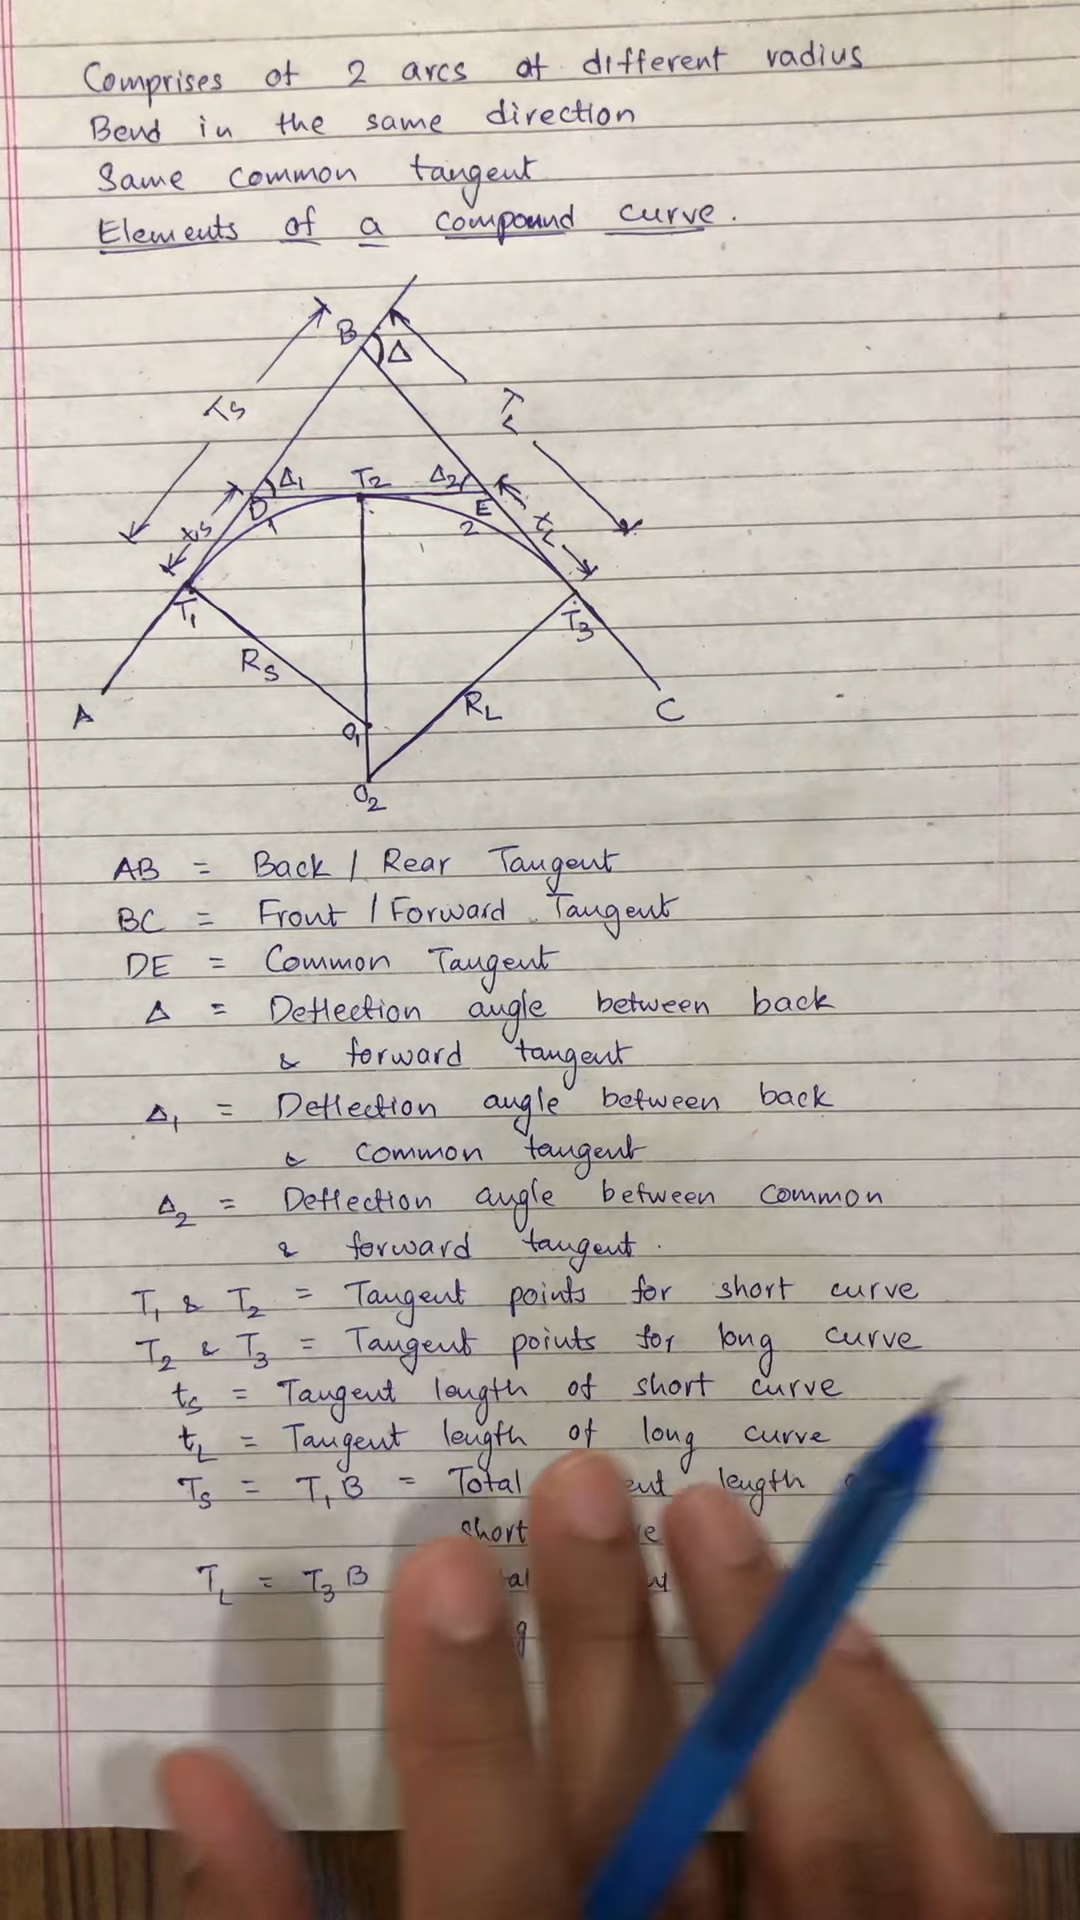 Comprises of 2 arcs of different radius
Bend in the same direction
Same common tangent
Elements of a compound curve.
B
Δ
Ts
TL
Δ1
T2
Δ2
D
E
1
2
ts
tL
T1
T3
Rs
RL
A
C
O1
O2
AB = Back / Rear Tangent
BC = Front / Forward Tangent
DE = Common Tangent
Δ = Deflection angle between back
& forward tangent
Δ1 = Deflection angle between back
& common tangent
Δ2 = Deflection angle between common
& forward tangent.
T1 & T2 = Tangent points for short curve
T2 & T3 = Tangent points for long curve
ts = Tangent length of short curve
tL = Tangent length of long curve
Ts = T1B = Total length
short
TL = T3B